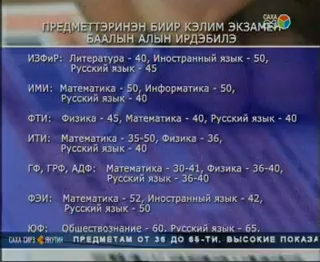 САХА
ПРЕДМЕТТЭРИНЭН БИИР КЭЛИМ ЭКЗАМЕН
БААЛЫН АЛЫН ИРДЭБИЛЭ
ИЗФиР: Литература - 40, Иностранный язык - 50,
Русский язык - 45
ИМИ: Математика - 50, Информатика - 50,
Русский язык - 40
ФТИ: Физика - 45, Математика - 40, Русский язык - 40
ИТИ: Математика - 35-50, Физика - 36,
Русский язык - 40
ГФ, ГРФ, АДФ: Математика - 30-41, Физика - 36-40,
Русский язык - 36-40
ФЭИ: Математика - 52, Иностранный язык - 42,
Русский язык - 50
ЮФ: Обществознание - 60, Русский язык - 65.
САХА СИРЭ ЯКУТИЯ ПРЕДМЕТАМ ОТ 36 ДО 65-ТИ. ВЫСОКИЕ ПОКАЗА